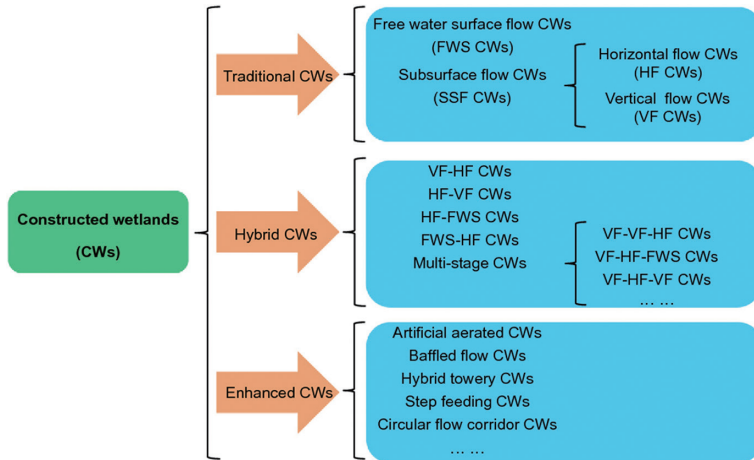 Constructed wetlands
(CWs)
Traditional CWs
Free water surface flow CWs
(FWS CWs)
Subsurface flow CWs
(SSF CWs)
Horizontal flow CWs
(HF CWs)
Vertical flow CWs
(VF CWs)
Hybrid CWs
VF-HF CWs
HF-VF CWs
HF-FWS CWs
FWS-HF CWs
Multi-stage CWs
VF-VF-HF CWs
VF-HF-FWS CWs
VF-HF-VF CWs
... ...
Enhanced CWs
Artificial aerated CWs
Baffled flow CWs
Hybrid towery CWs
Step feeding CWs
Circular flow corridor CWs
... ...